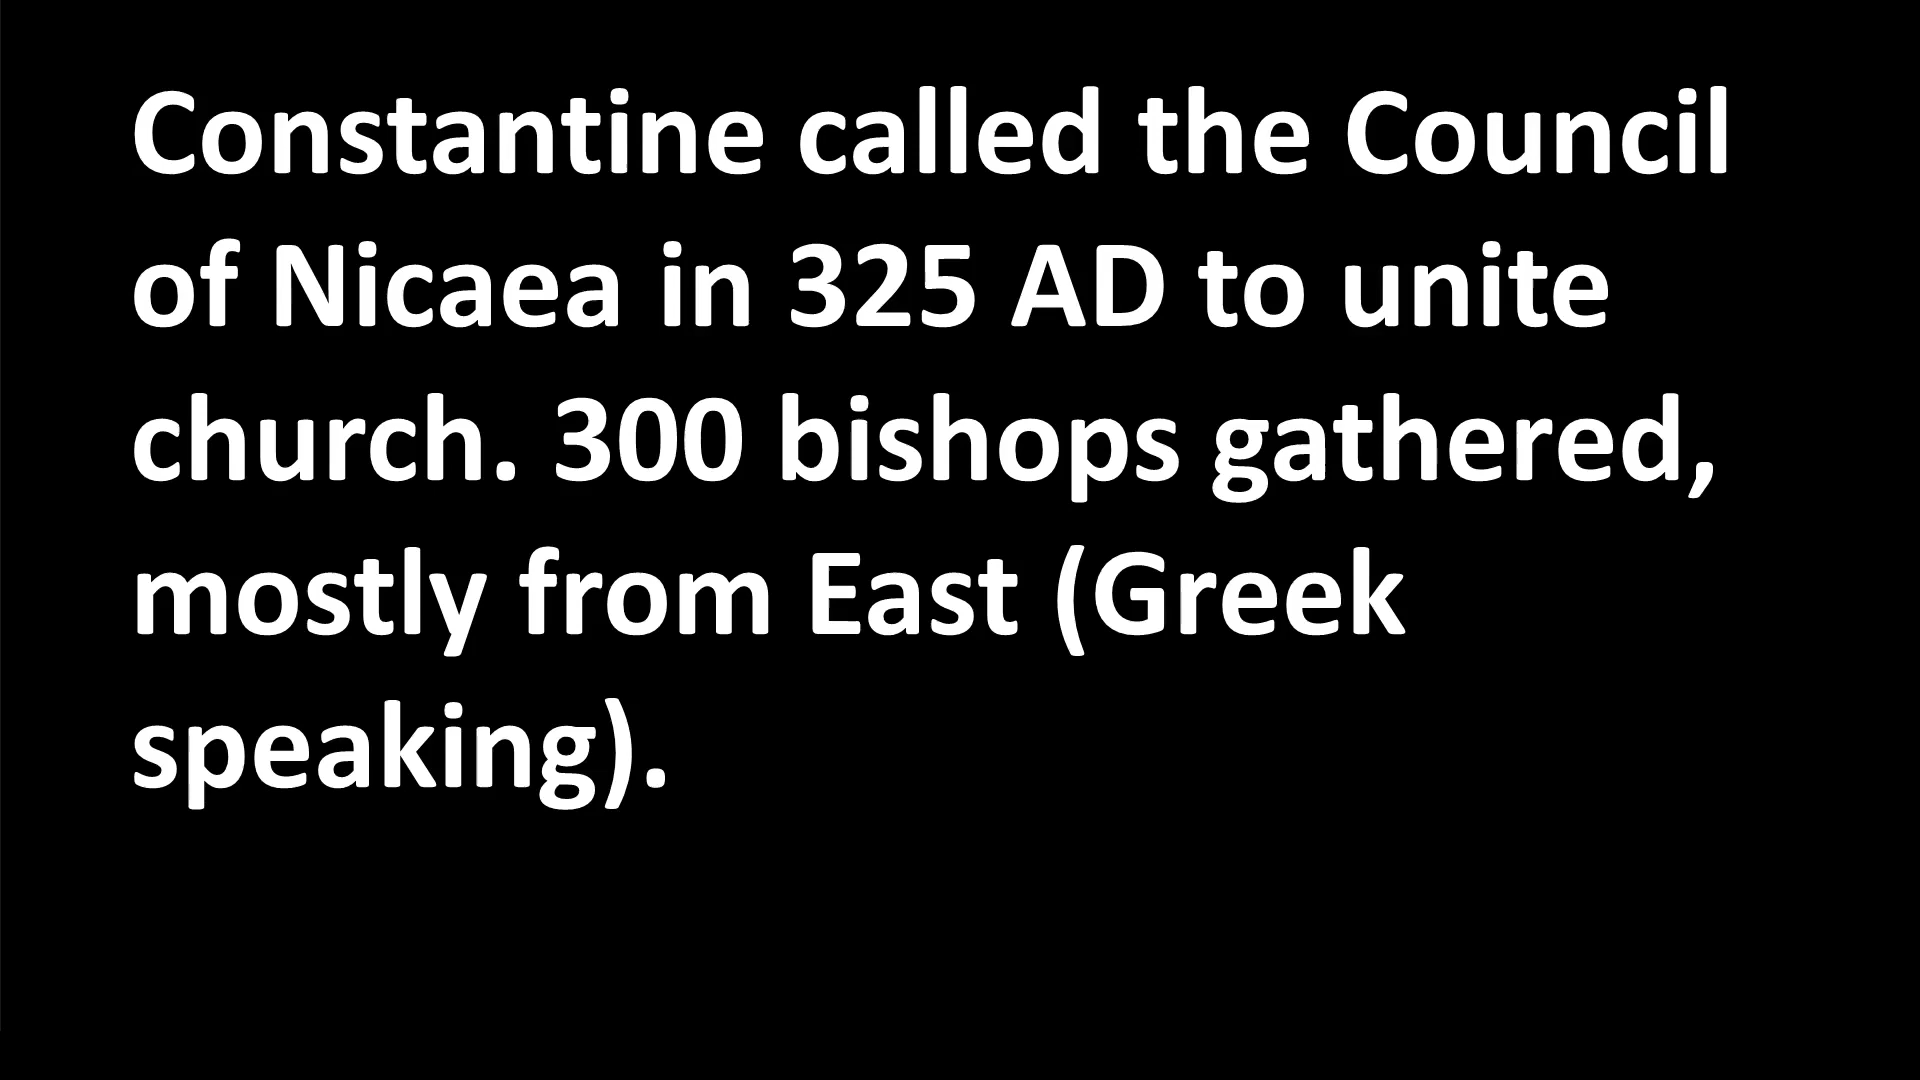 Constantine called the Council
of Nicaea in 325 AD to unite
church. 300 bishops gathered,
mostly from East (Greek
speaking).